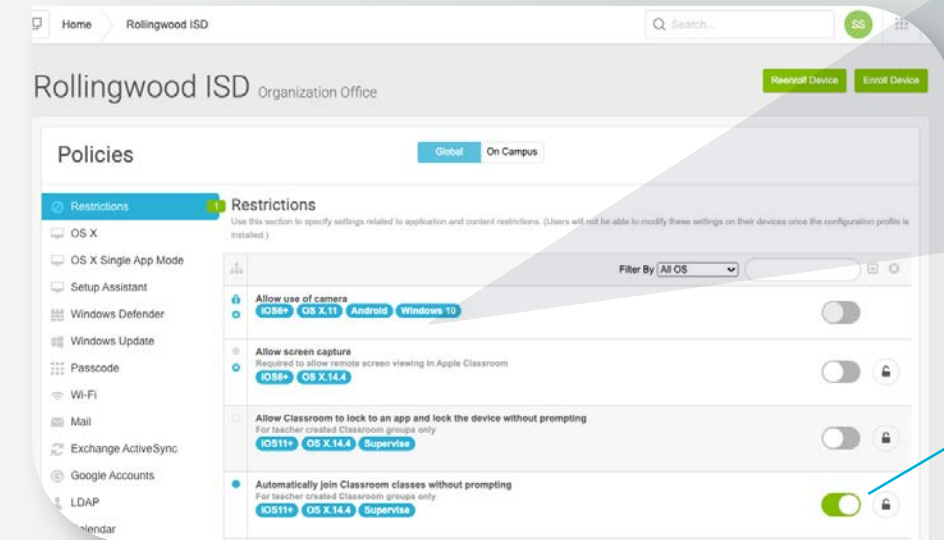 Home Rollingwood ISD Search... SS
Rollingwood ISD Organization Office Reenroll Device Enroll Device
Policies Global On Campus
Restrictions 1
OS X
OS X Single App Mode
Setup Assistant
Windows Defender
Windows Update
Passcode
Wi-Fi
Mail
Exchange ActiveSync
Google Accounts
LDAP
Calendar
Restrictions
Use this section to specify settings related to application and content restrictions. (Users will not be able to modify these settings on their devices once the configuration profile is
installed.)
Filter By All OS
Allow use of camera
IOS6+ OS X.11 Android Windows 10
Allow screen capture
Required to allow remote screen viewing in Apple Classroom
IOS6+ OS X.14.4
Allow Classroom to lock to an app and lock the device without prompting
For teacher created Classroom groups only
IOS11+ OS X.14.4 Supervise
Automatically join Classroom classes without prompting
For teacher created Classroom groups only
IOS11+ OS X.14.4 Supervise